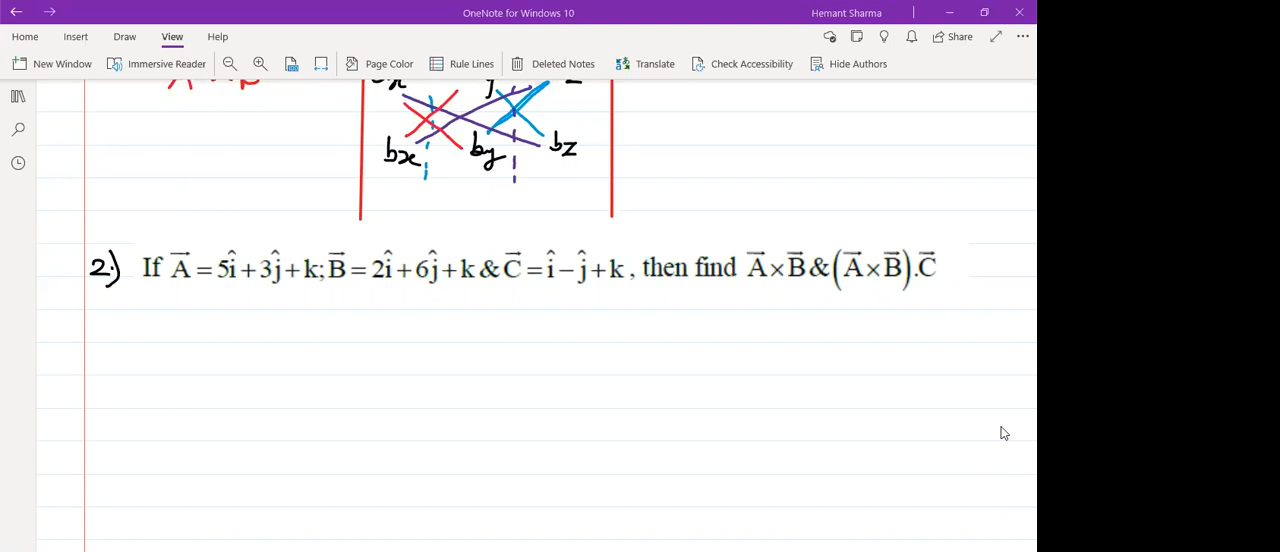 OneNote for Windows 10
Hemant Sharma
Home Insert Draw View Help
Share
New Window Immersive Reader Page Color Rule Lines Deleted Notes Translate Check Accessibility Hide Authors
bx by bz
2.) If A⃗ = 5î + 3ĵ + k; B⃗ = 2î + 6ĵ + k & C⃗ = î − ĵ + k , then find A⃗ × B⃗ & (A⃗ × B⃗).C⃗